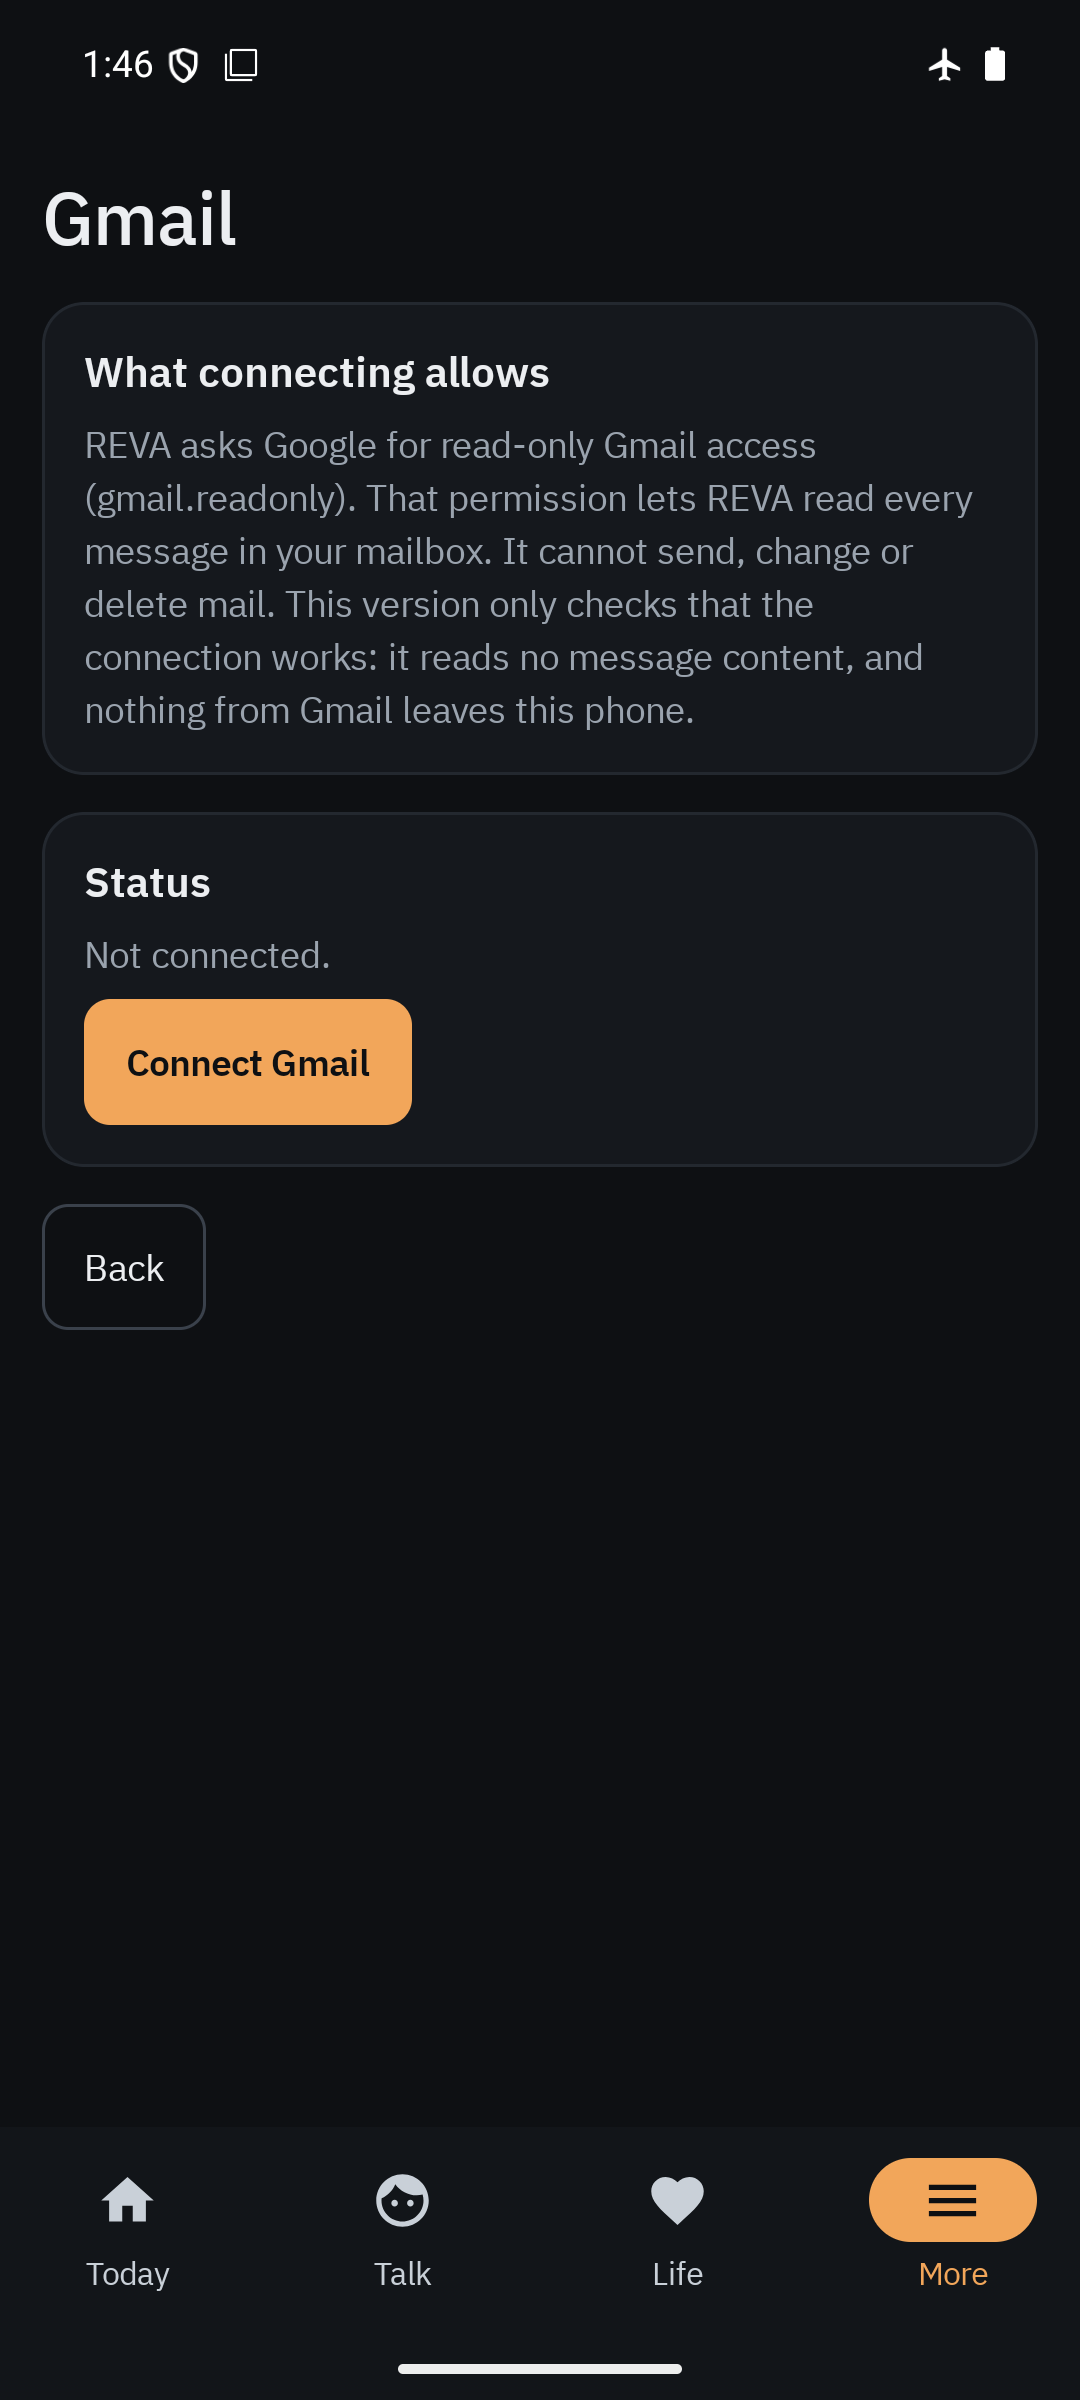 1:46
Gmail
What connecting allows
REVA asks Google for read-only Gmail access
(gmail.readonly). That permission lets REVA read every
message in your mailbox. It cannot send, change or
delete mail. This version only checks that the
connection works: it reads no message content, and
nothing from Gmail leaves this phone.
Status
Not connected.
Connect Gmail
Back
Today
Talk
Life
More